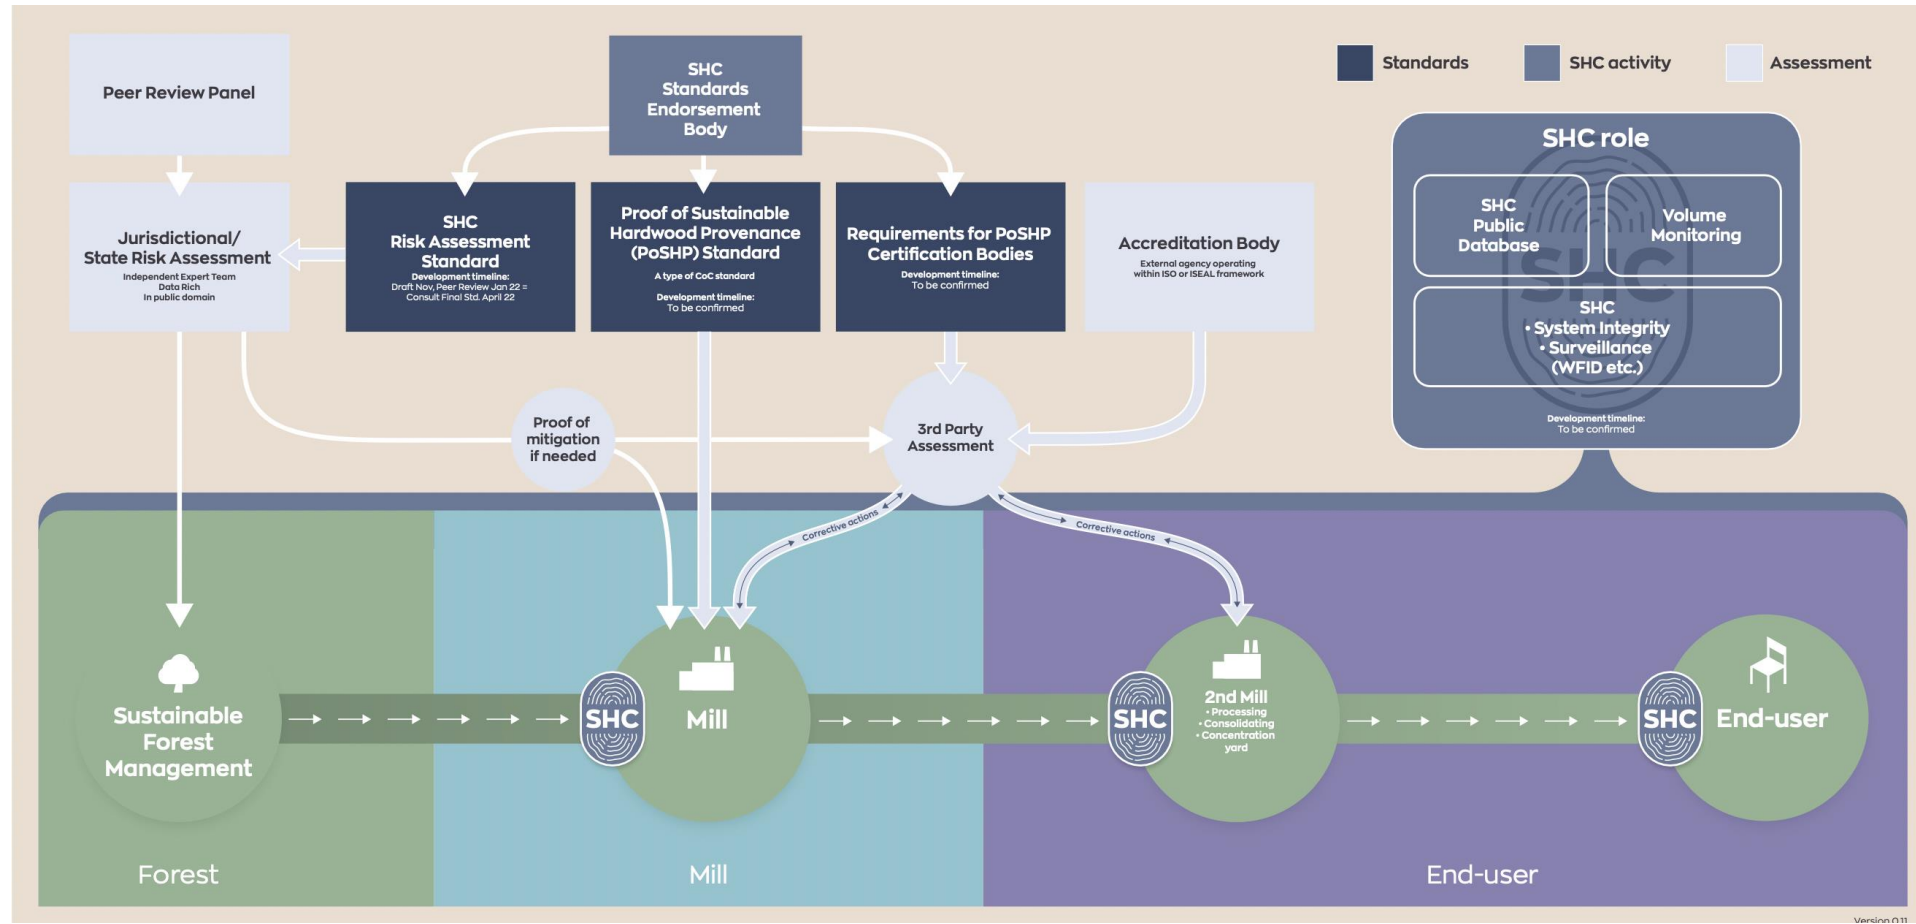 Peer Review Panel
SHC
Standards
Endorsement
Body
Standards
SHC activity
Assessment
Jurisdictional/
State Risk Assessment
Independent Expert Team
Data Rich
In public domain
SHC
Risk Assessment
Standard
Development timeline:
Draft Nov, Peer Review Jan 22 =
Consult Final Std. April 22
Proof of Sustainable
Hardwood Provenance
(PoSHP) Standard
A type of CoC standard
Development timeline:
To be confirmed
Requirements for PoSHP
Certification Bodies
Development timeline:
To be confirmed
Accreditation Body
External agency operating
within ISO or ISEAL framework
SHC role
SHC
Public
Database
Volume
Monitoring
SHC
SHC
• System Integrity
• Surveillance
(WFID etc.)
Development timeline:
To be confirmed
Proof of
mitigation
if needed
3rd Party
Assessment
Corrective actions
Corrective actions
Sustainable
Forest
Management
SHC
Mill
SHC
2nd Mill
• Processing
• Consolidating
• Concentration
yard
SHC
End-user
Forest
Mill
End-user
Version 0.11